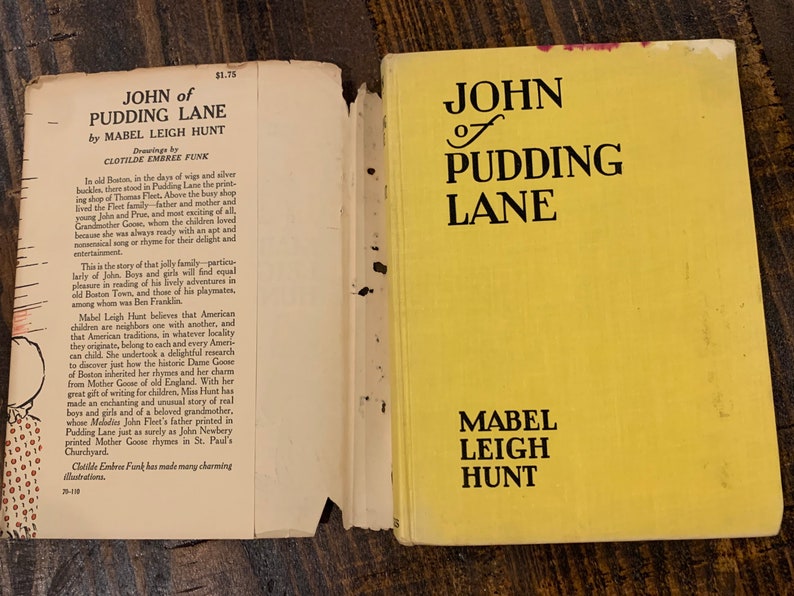 $1.75
JOHN of
PUDDING LANE
by MABEL LEIGH HUNT
Drawings by
CLOTILDE EMBREE FUNK
In old Boston, in the days of wigs and silver
buckles, there stood in Pudding Lane the print-
ing shop of Thomas Fleet. Above the busy shop
lived the Fleet family—father and mother and
young John and Prue, and most exciting of all,
Grandmother Goose, whom the children loved
because she was always ready with an apt and
nonsensical song or rhyme for their delight and
entertainment.
This is the story of that jolly family—particu-
larly of John. Boys and girls will find equal
pleasure in reading of his lively adventures in
old Boston Town, and those of his playmates,
among whom was Ben Franklin.
Mabel Leigh Hunt believes that American
children are neighbors one with another, and
that American traditions, in whatever locality
they originate, belong to each and every Ameri-
can child. She undertook a delightful research
to discover just how the historic Dame Goose
of Boston inherited her rhymes and her charm
from Mother Goose of old England. With her
great gift of writing for children, Miss Hunt has
made an enchanting and unusual story of real
boys and girls and of a beloved grandmother,
whose Melodies John Fleet's father printed in
Pudding Lane just as surely as John Newbery
printed Mother Goose rhymes in St. Paul's
Churchyard.
Clotilde Embree Funk has made many charming
illustrations.
70-110
JOHN
of
PUDDING
LANE
MABEL
LEIGH
HUNT